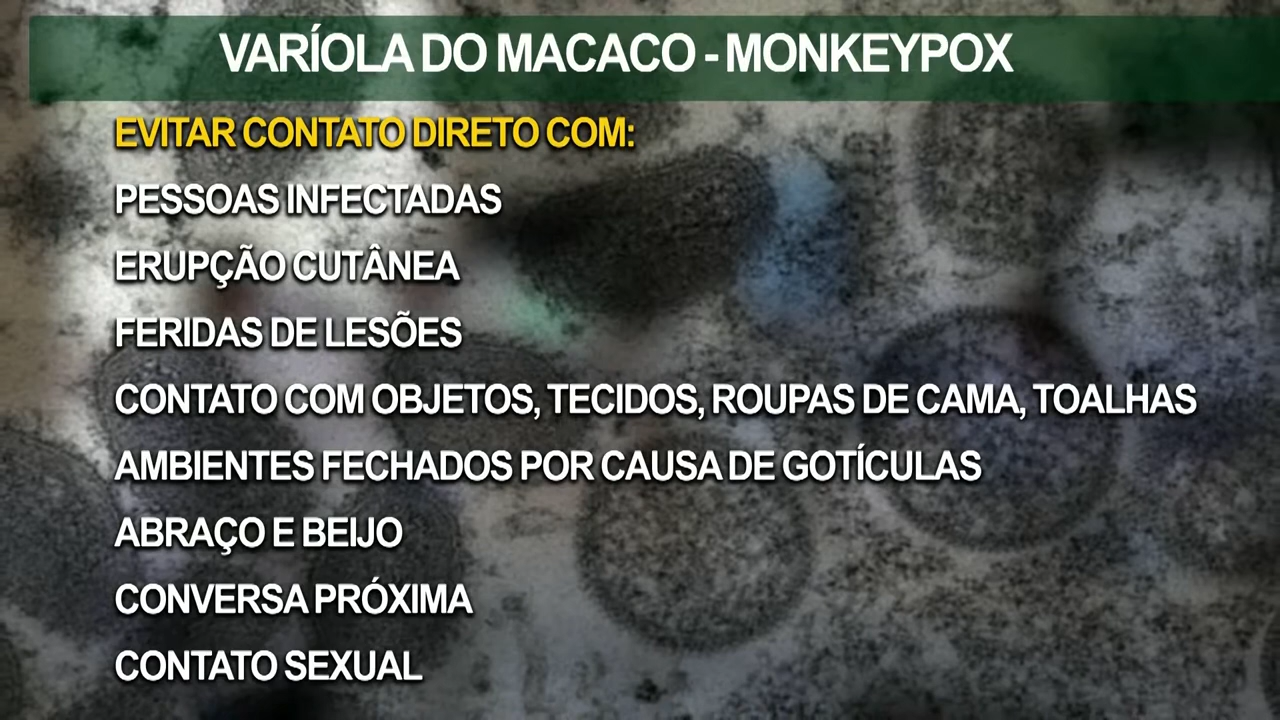 VARÍOLA DO MACACO - MONKEYPOX
EVITAR CONTATO DIRETO COM:
PESSOAS INFECTADAS
ERUPÇÃO CUTÂNEA
FERIDAS DE LESÕES
CONTATO COM OBJETOS, TECIDOS, ROUPAS DE CAMA, TOALHAS
AMBIENTES FECHADOS POR CAUSA DE GOTÍCULAS
ABRAÇO E BEIJO
CONVERSA PRÓXIMA
CONTATO SEXUAL